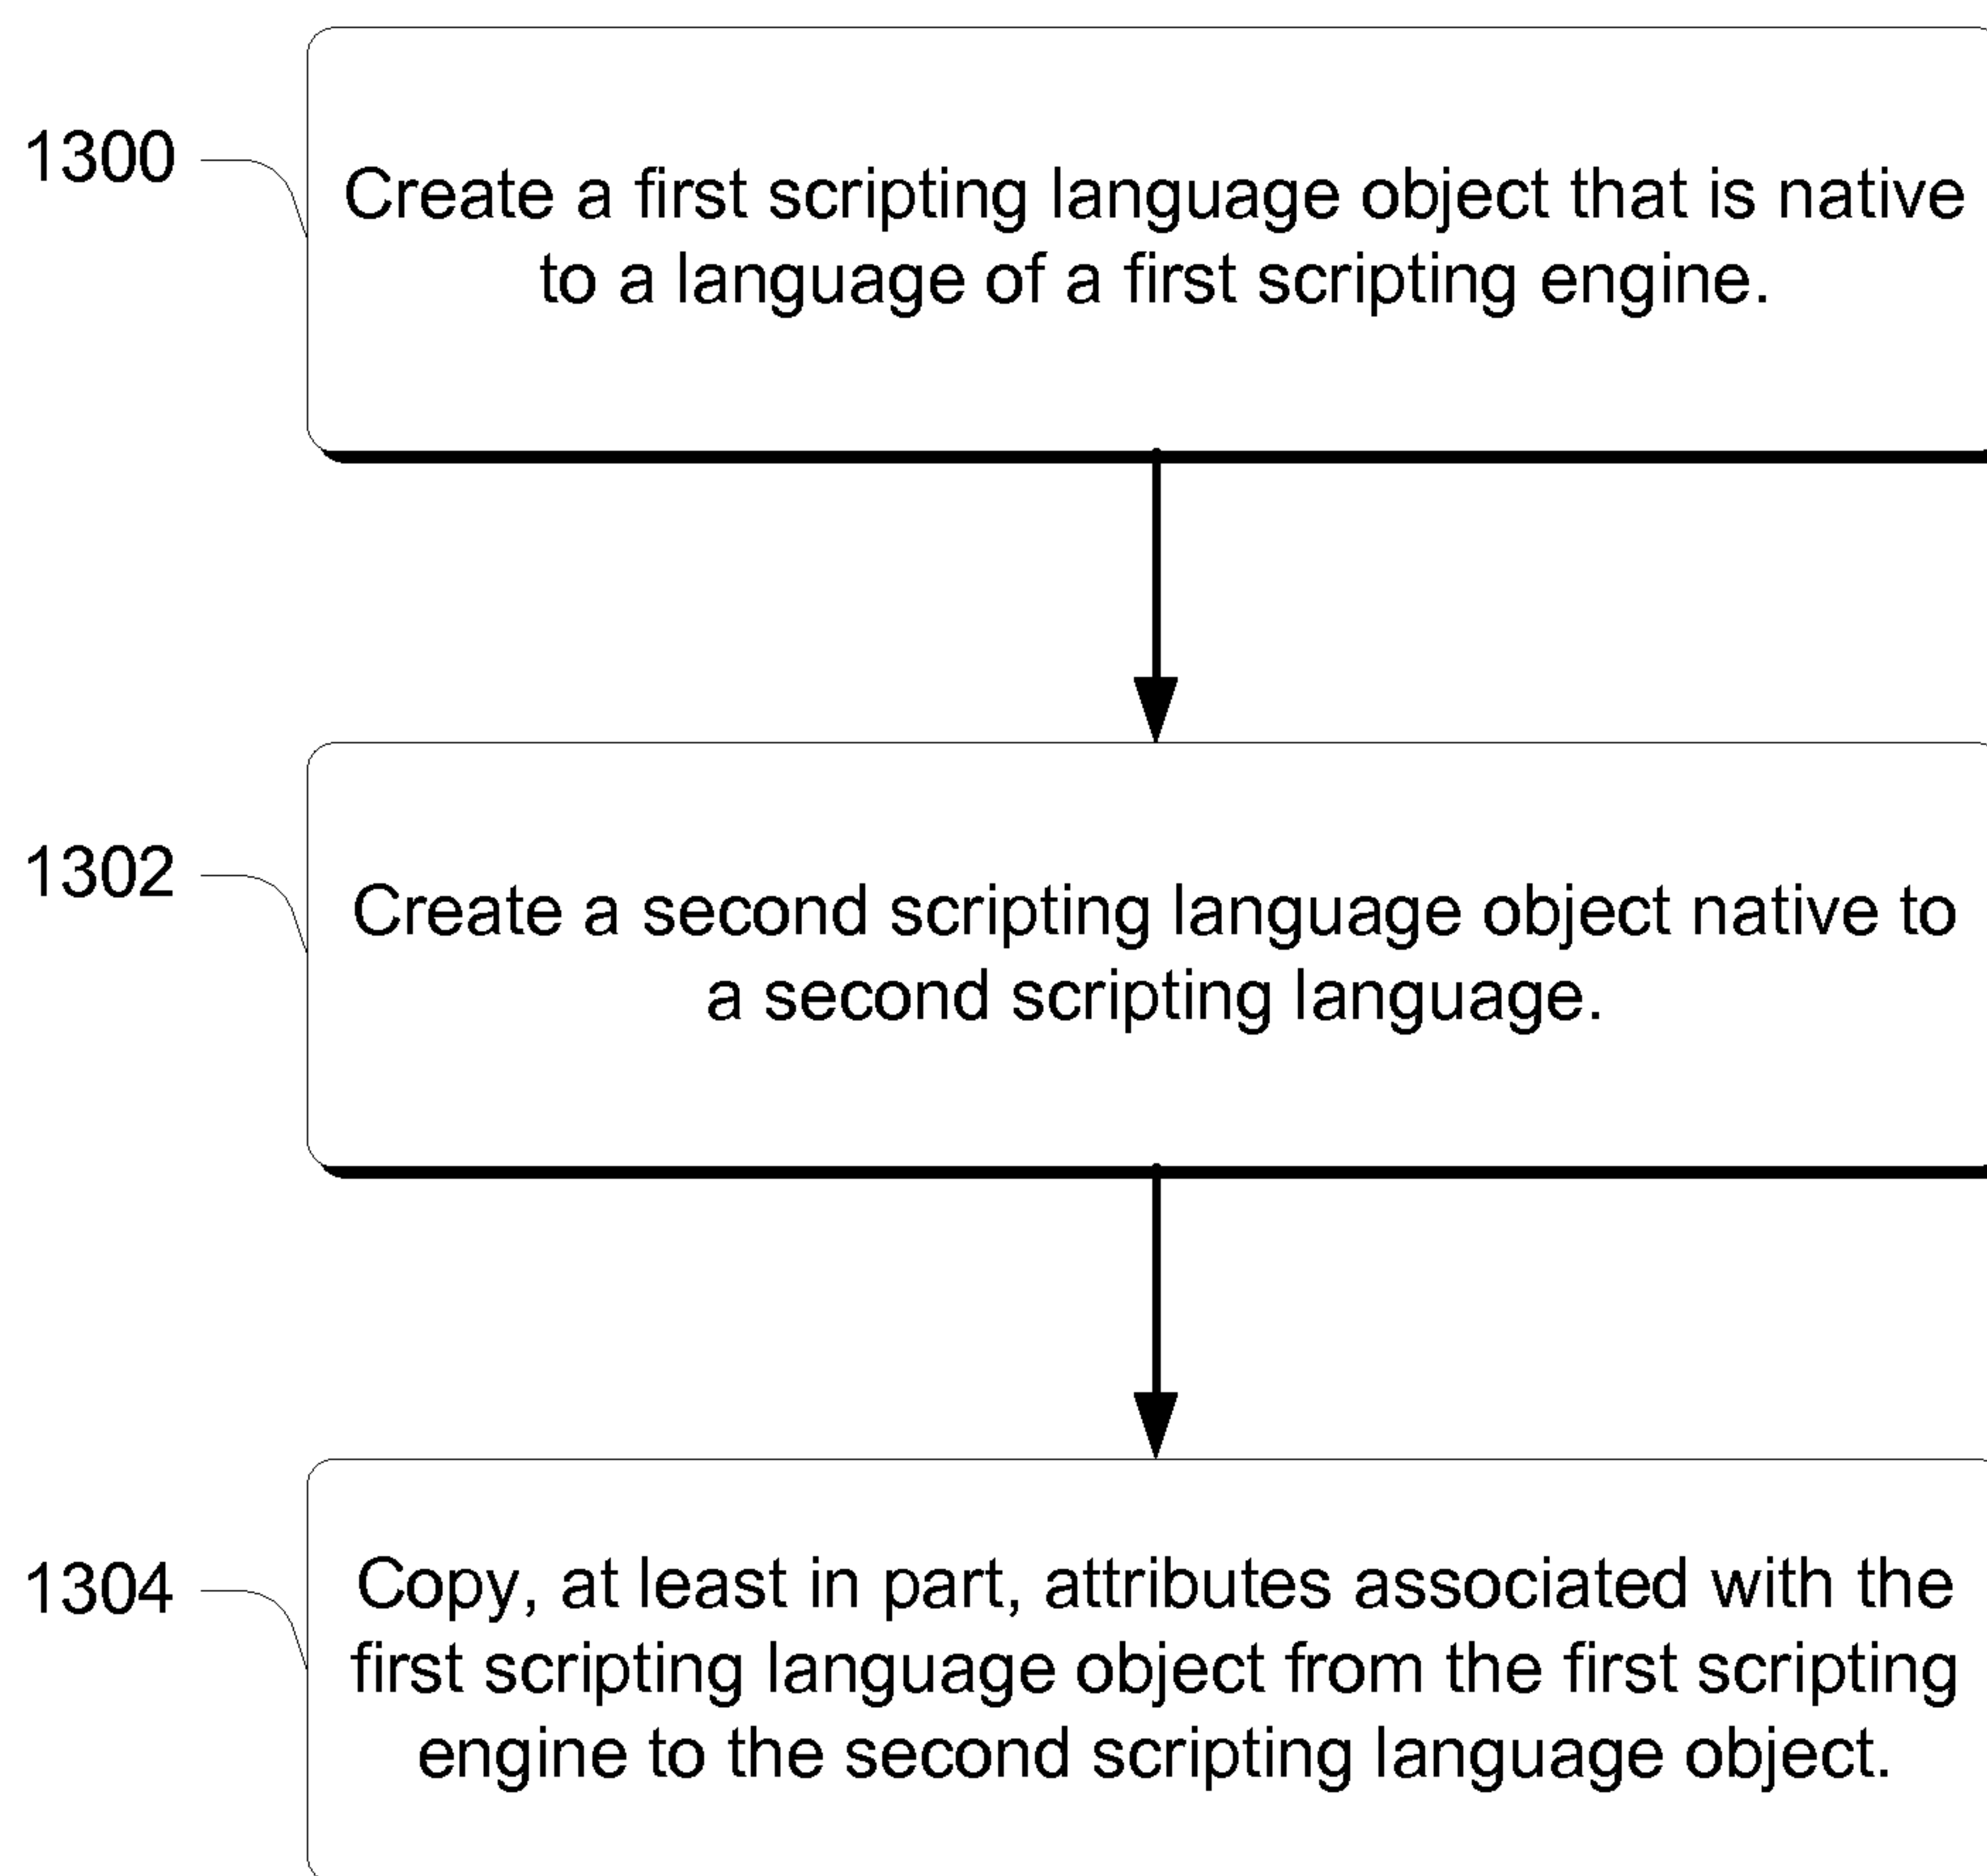 1300
Create a first scripting language object that is native
to a language of a first scripting engine.
1302
Create a second scripting language object native to
a second scripting language.
1304
Copy, at least in part, attributes associated with the
first scripting language object from the first scripting
engine to the second scripting language object.